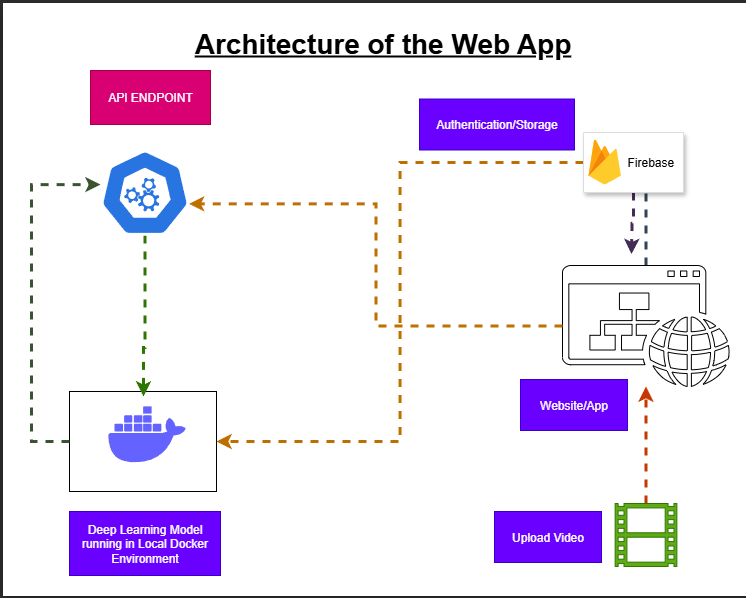 Architecture of the Web App
API ENDPOINT
Authentication/Storage
Firebase
Website/App
Deep Learning Model
running in Local Docker
Environment
Upload Video